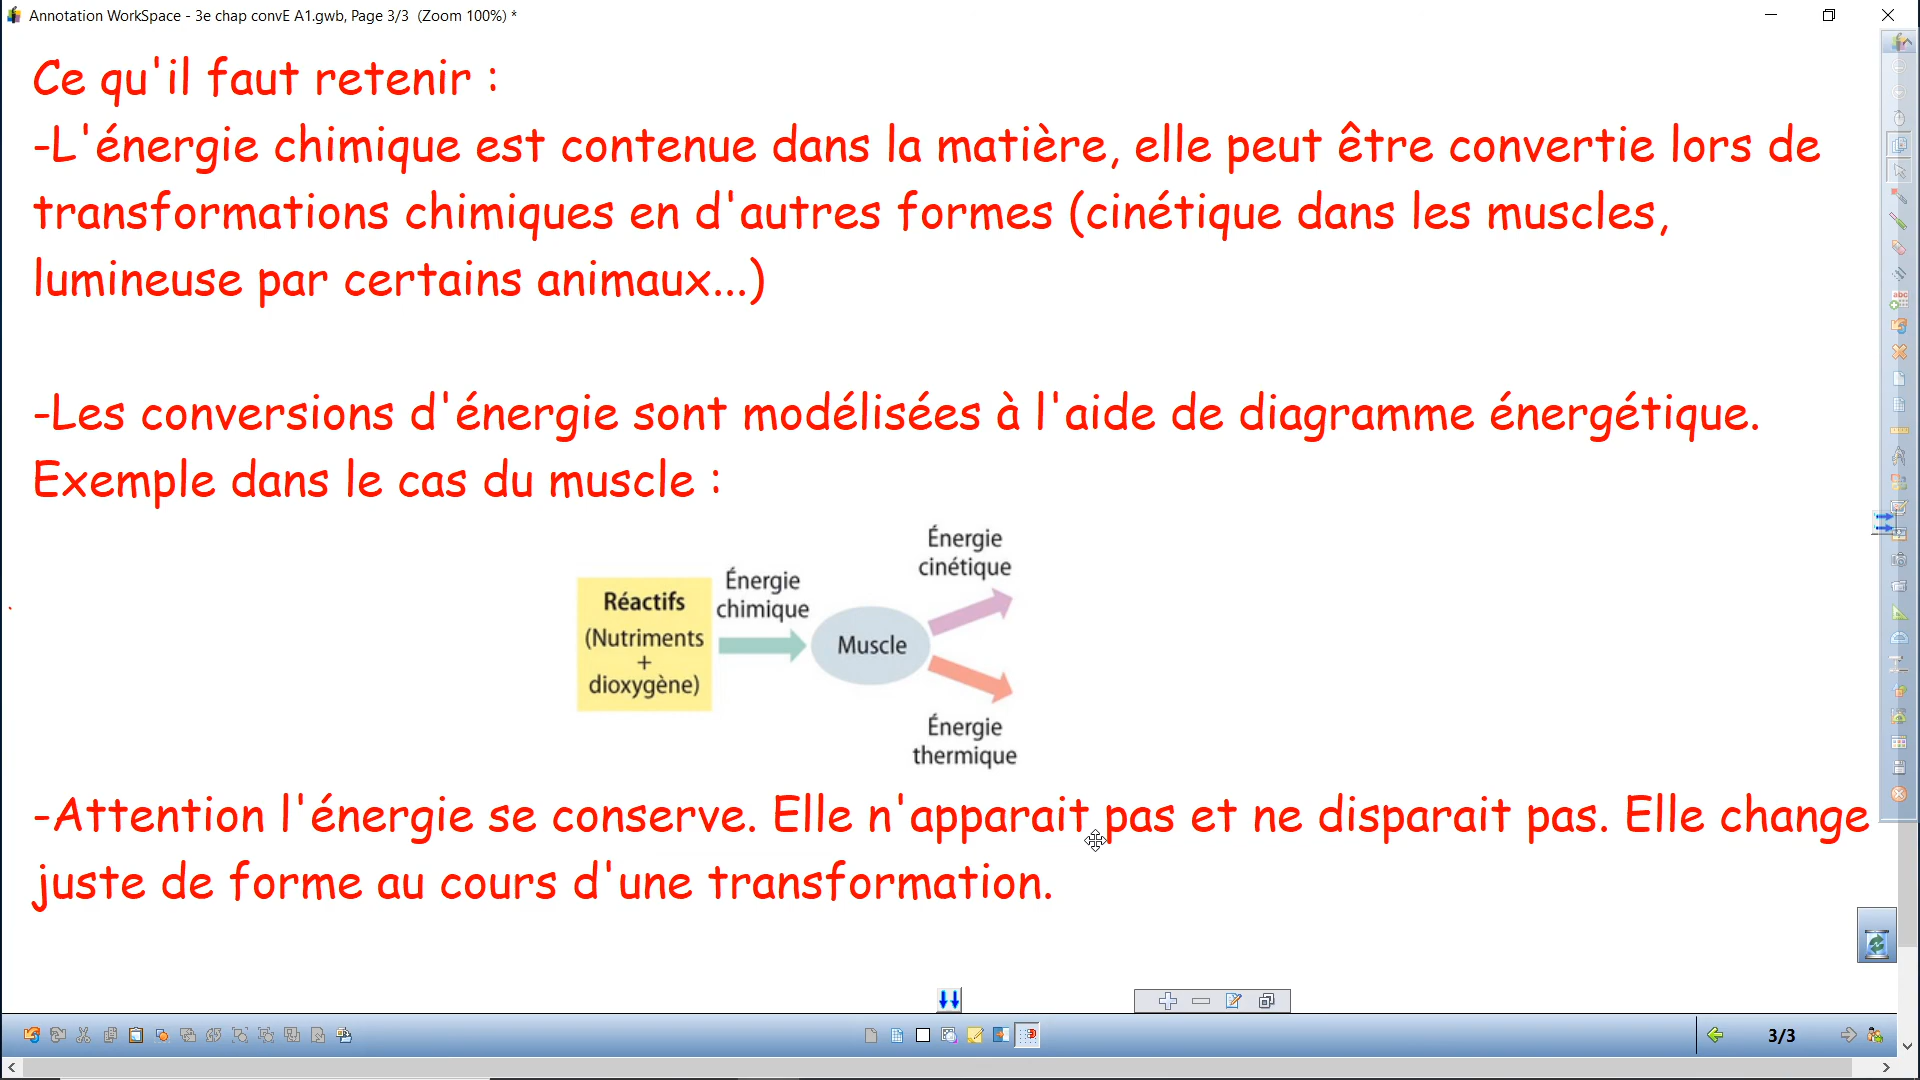 Annotation WorkSpace - 3e chap convE A1.gwb, Page 3/3 (Zoom 100%) *
Ce qu'il faut retenir :
-L'énergie chimique est contenue dans la matière, elle peut être convertie lors de
transformations chimiques en d'autres formes (cinétique dans les muscles,
lumineuse par certains animaux...)
-Les conversions d'énergie sont modélisées à l'aide de diagramme énergétique.
Exemple dans le cas du muscle :
Réactifs
(Nutriments
+
dioxygène)
Énergie
chimique
Muscle
Énergie
cinétique
Énergie
thermique
-Attention l'énergie se conserve. Elle n'apparait pas et ne disparait pas. Elle change
juste de forme au cours d'une transformation.
abc
3/3